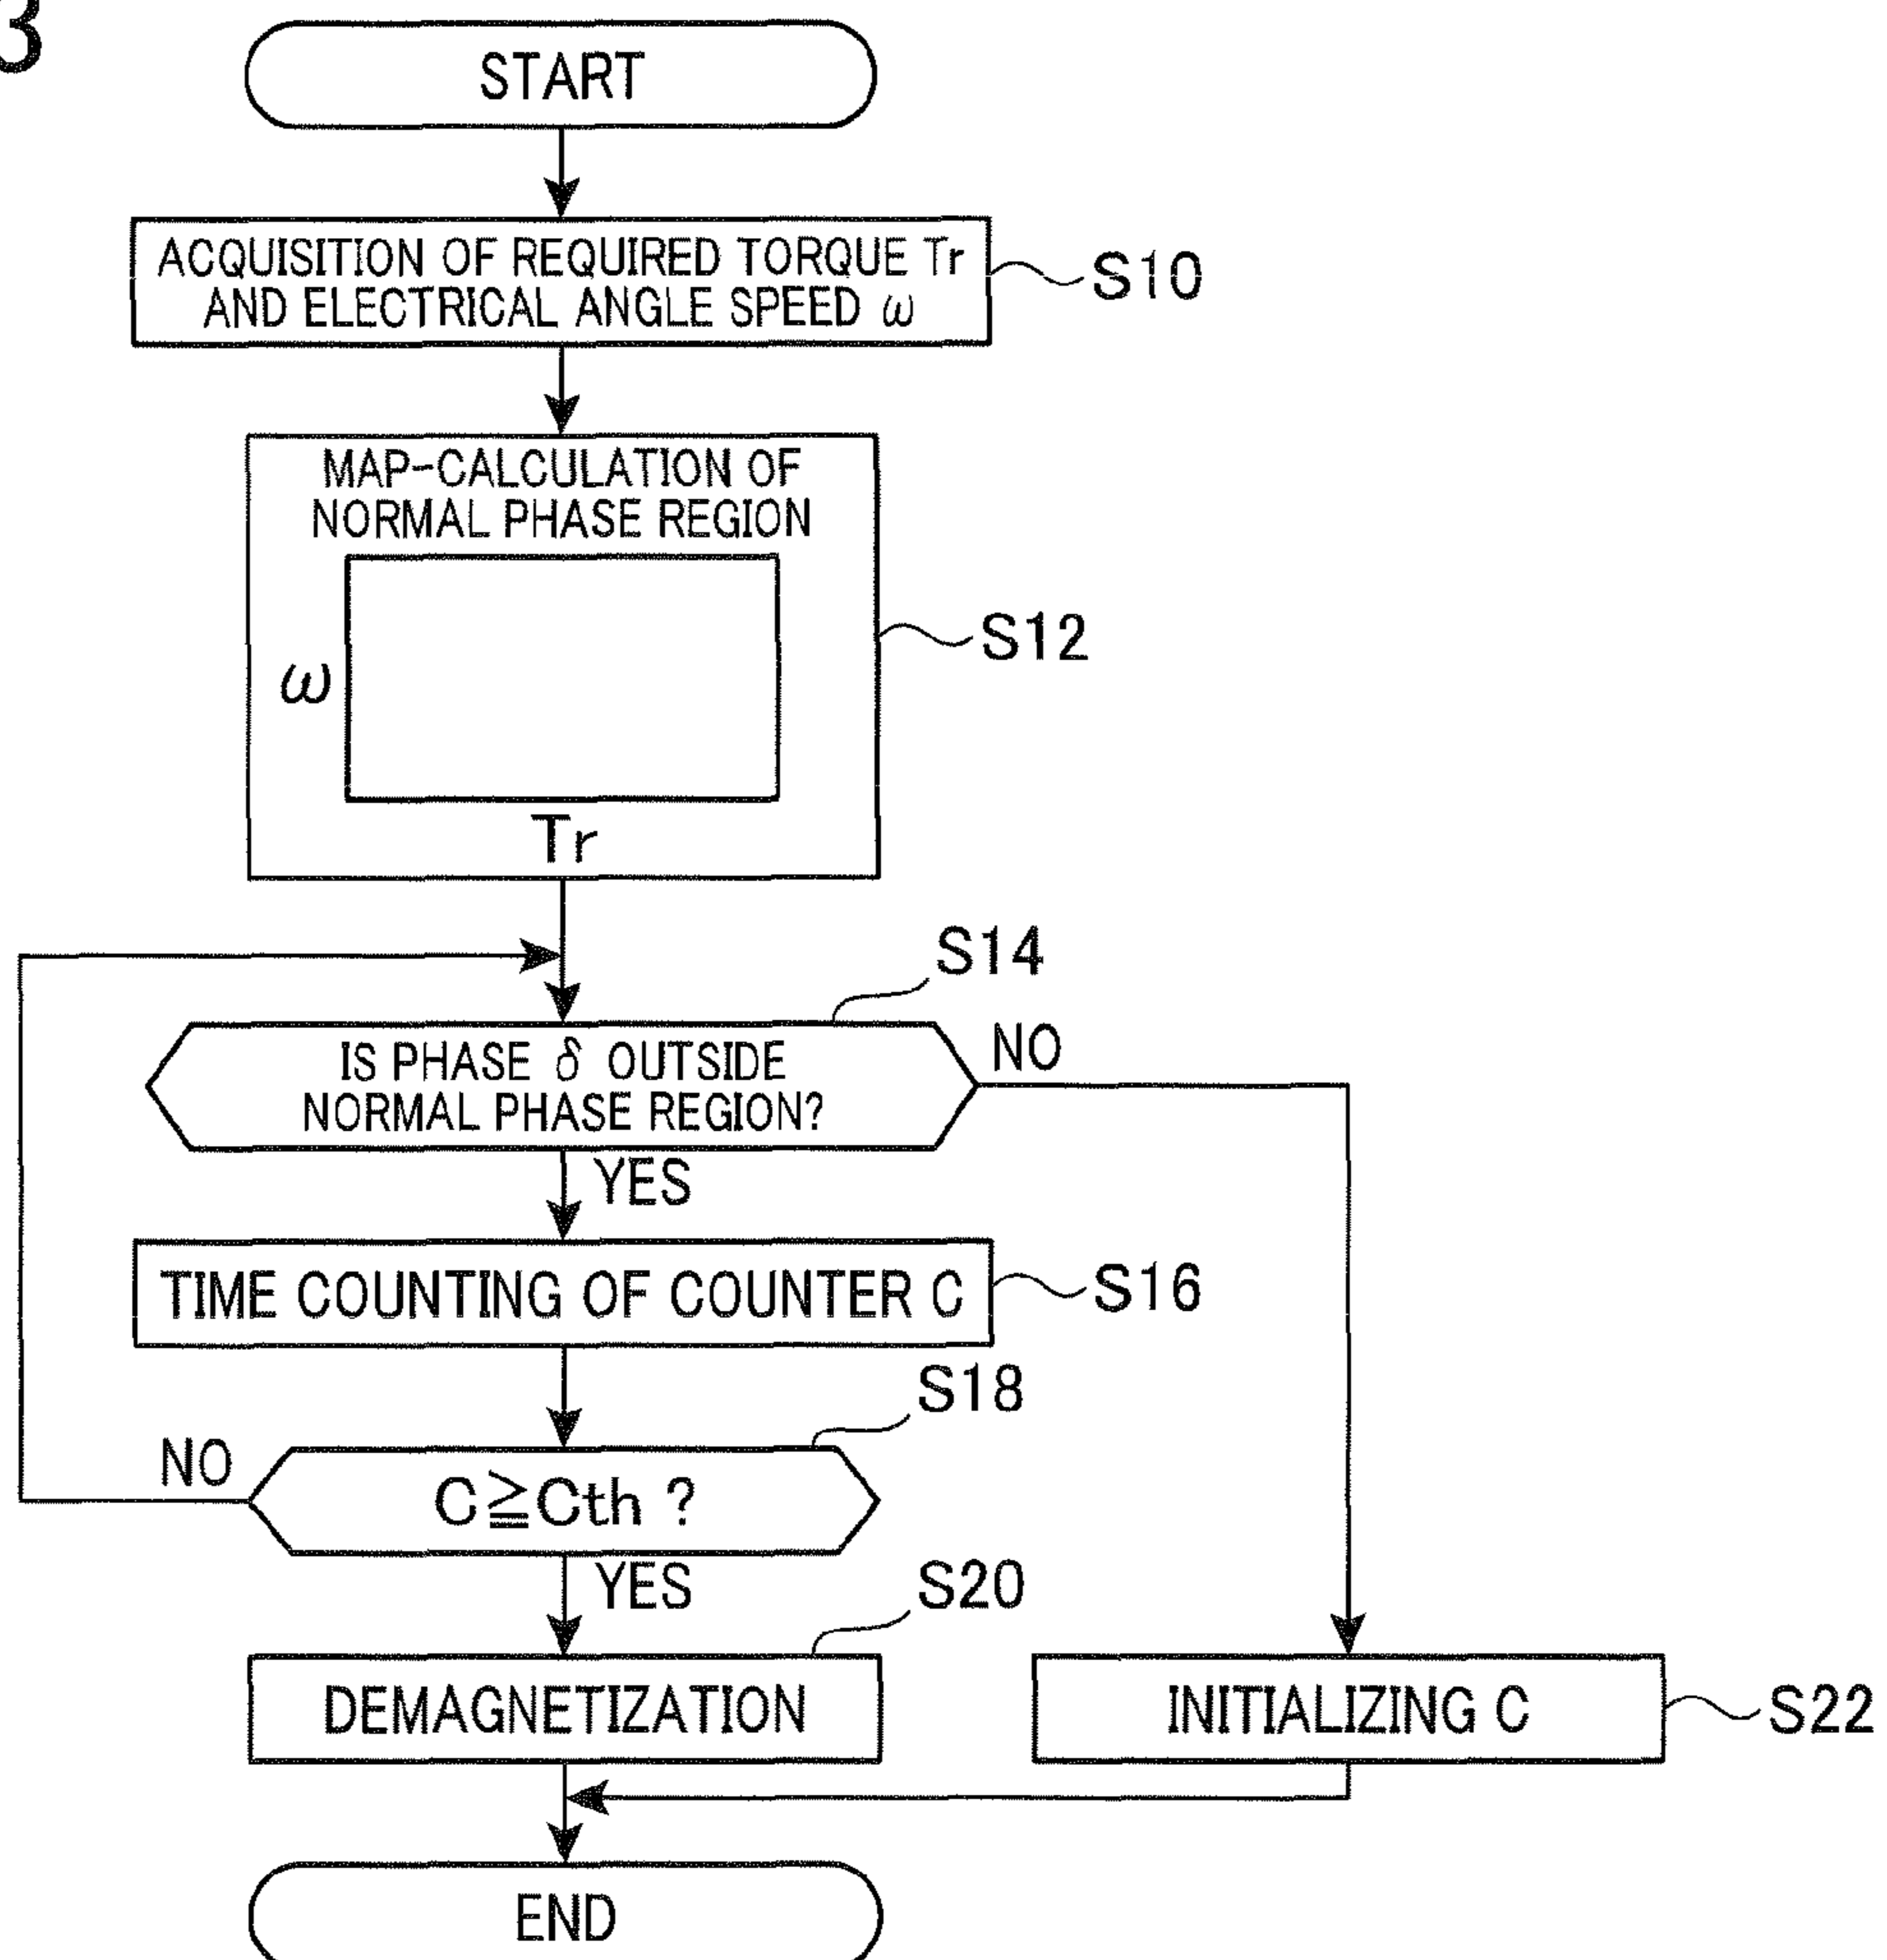 3
START
ACQUISITION OF REQUIRED TORQUE Tr
AND ELECTRICAL ANGLE SPEED ω
S10
MAP-CALCULATION OF
NORMAL PHASE REGION
ω
S12
Tr
S14
IS PHASE δ OUTSIDE
NORMAL PHASE REGION?
NO
YES
TIME COUNTING OF COUNTER C
S16
S18
NO
C≧Cth ?
YES
S20
DEMAGNETIZATION
INITIALIZING C
S22
END